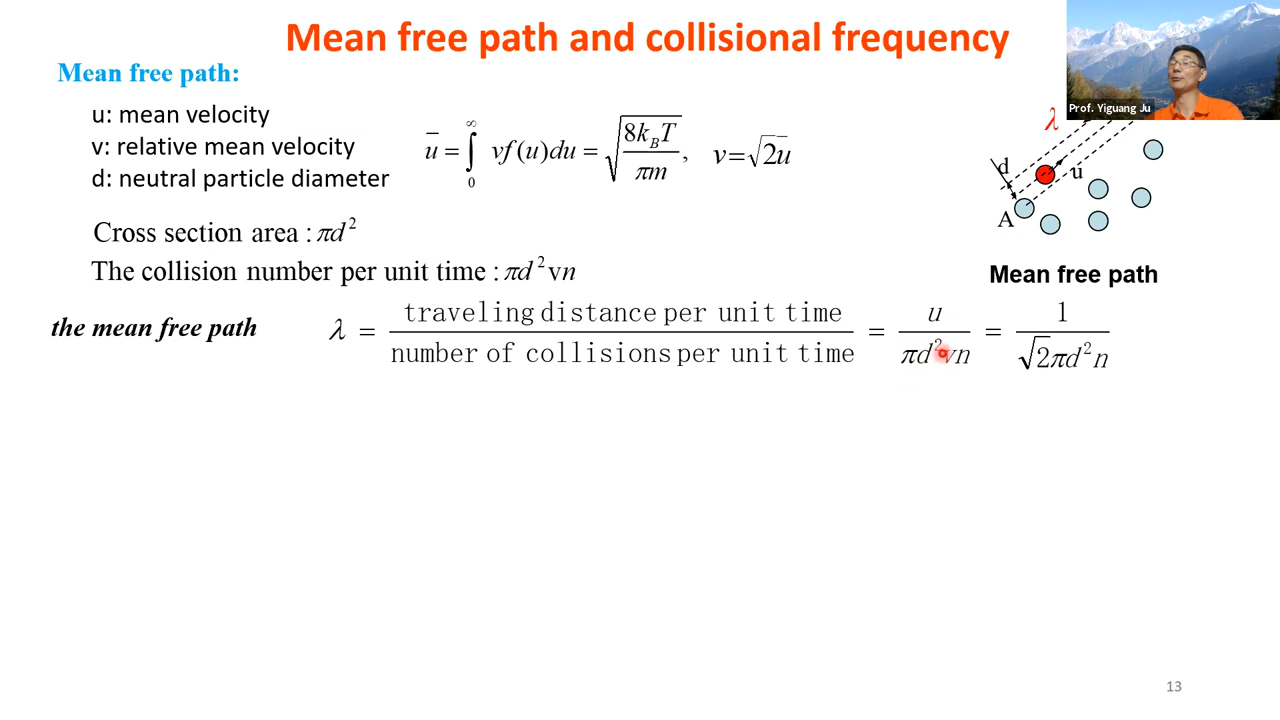 Mean free path and collisional frequency
Mean free path:
u: mean velocity
v: relative mean velocity
d: neutral particle diameter
u̅ = ∫₀^∞ vf(u)du = √(8k_BT/πm), v=√2u̅
Cross section area : πd²
The collision number per unit time : πd²vn
the mean free path λ = traveling distance per unit time / number of collisions per unit time = u / πd²vn = 1 / √2πd²n
Prof. Yiguang Ju
λ
d
u
A
Mean free path
13